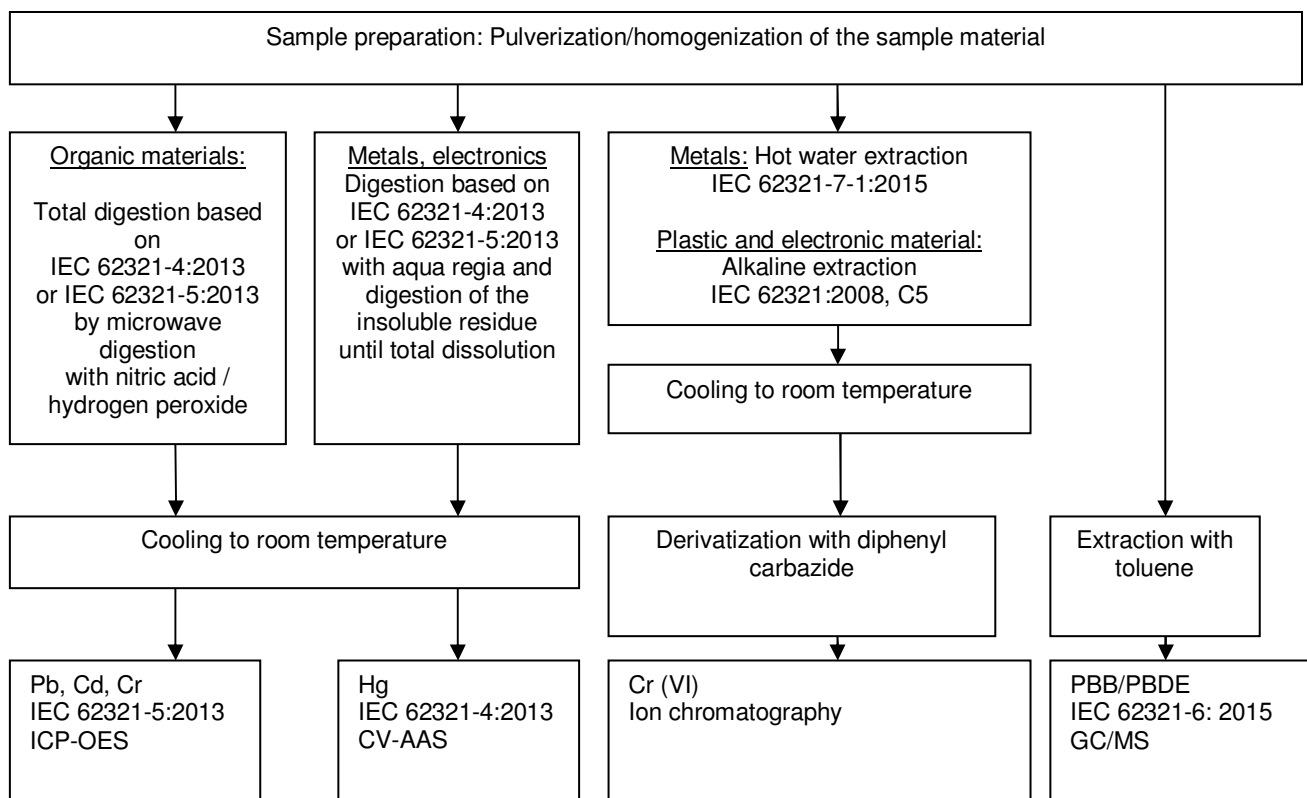 Sample preparation: Pulverization/homogenization of the sample material
Organic materials:
Total digestion based
on
IEC 62321-4:2013
or IEC 62321-5:2013
by microwave
digestion
with nitric acid /
hydrogen peroxide
Metals, electronics
Digestion based on
IEC 62321-4:2013
or IEC 62321-5:2013
with aqua regia and
digestion of the
insoluble residue
until total dissolution
Metals: Hot water extraction
IEC 62321-7-1:2015
Plastic and electronic material:
Alkaline extraction
IEC 62321:2008, C5
Cooling to room temperature
Cooling to room temperature
Derivatization with diphenyl
carbazide
Extraction with
toluene
Pb, Cd, Cr
IEC 62321-5:2013
ICP-OES
Hg
IEC 62321-4:2013
CV-AAS
Cr (VI)
Ion chromatography
PBB/PBDE
IEC 62321-6: 2015
GC/MS